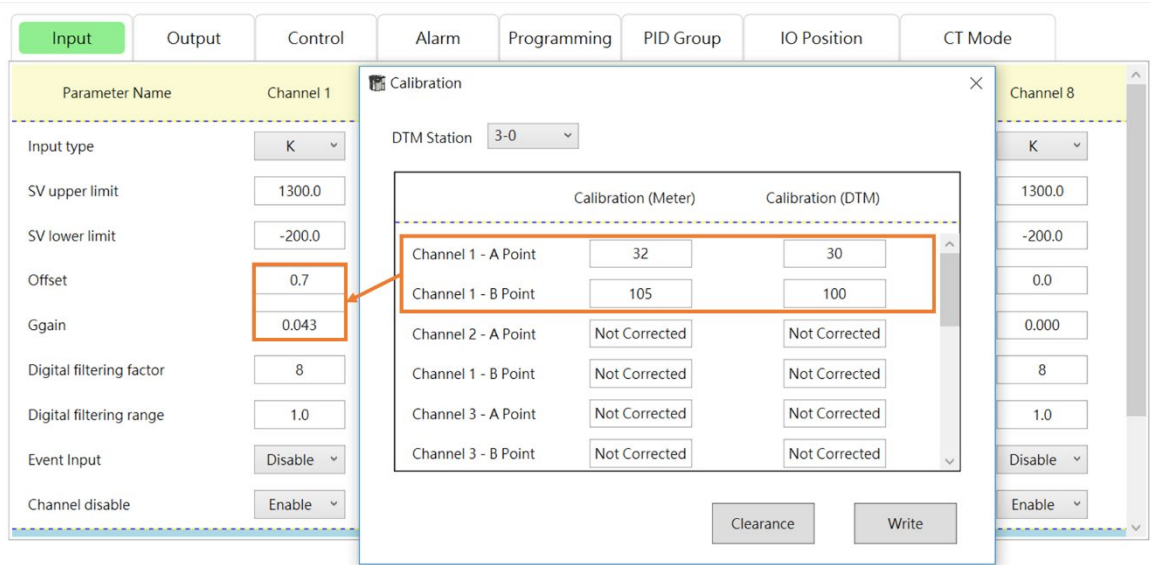 Input Output Control Alarm Programming PID Group IO Position CT Mode
Parameter Name Channel 1 Channel 8
Input type K K
SV upper limit 1300.0 1300.0
SV lower limit -200.0 -200.0
Offset 0.7 0.0
Ggain 0.043 0.000
Digital filtering factor 8 8
Digital filtering range 1.0 1.0
Event Input Disable Disable
Channel disable Enable Enable
Calibration
DTM Station 3-0
Calibration (Meter) Calibration (DTM)
Channel 1 - A Point 32 30
Channel 1 - B Point 105 100
Channel 2 - A Point Not Corrected Not Corrected
Channel 1 - B Point Not Corrected Not Corrected
Channel 3 - A Point Not Corrected Not Corrected
Channel 3 - B Point Not Corrected Not Corrected
Clearance Write